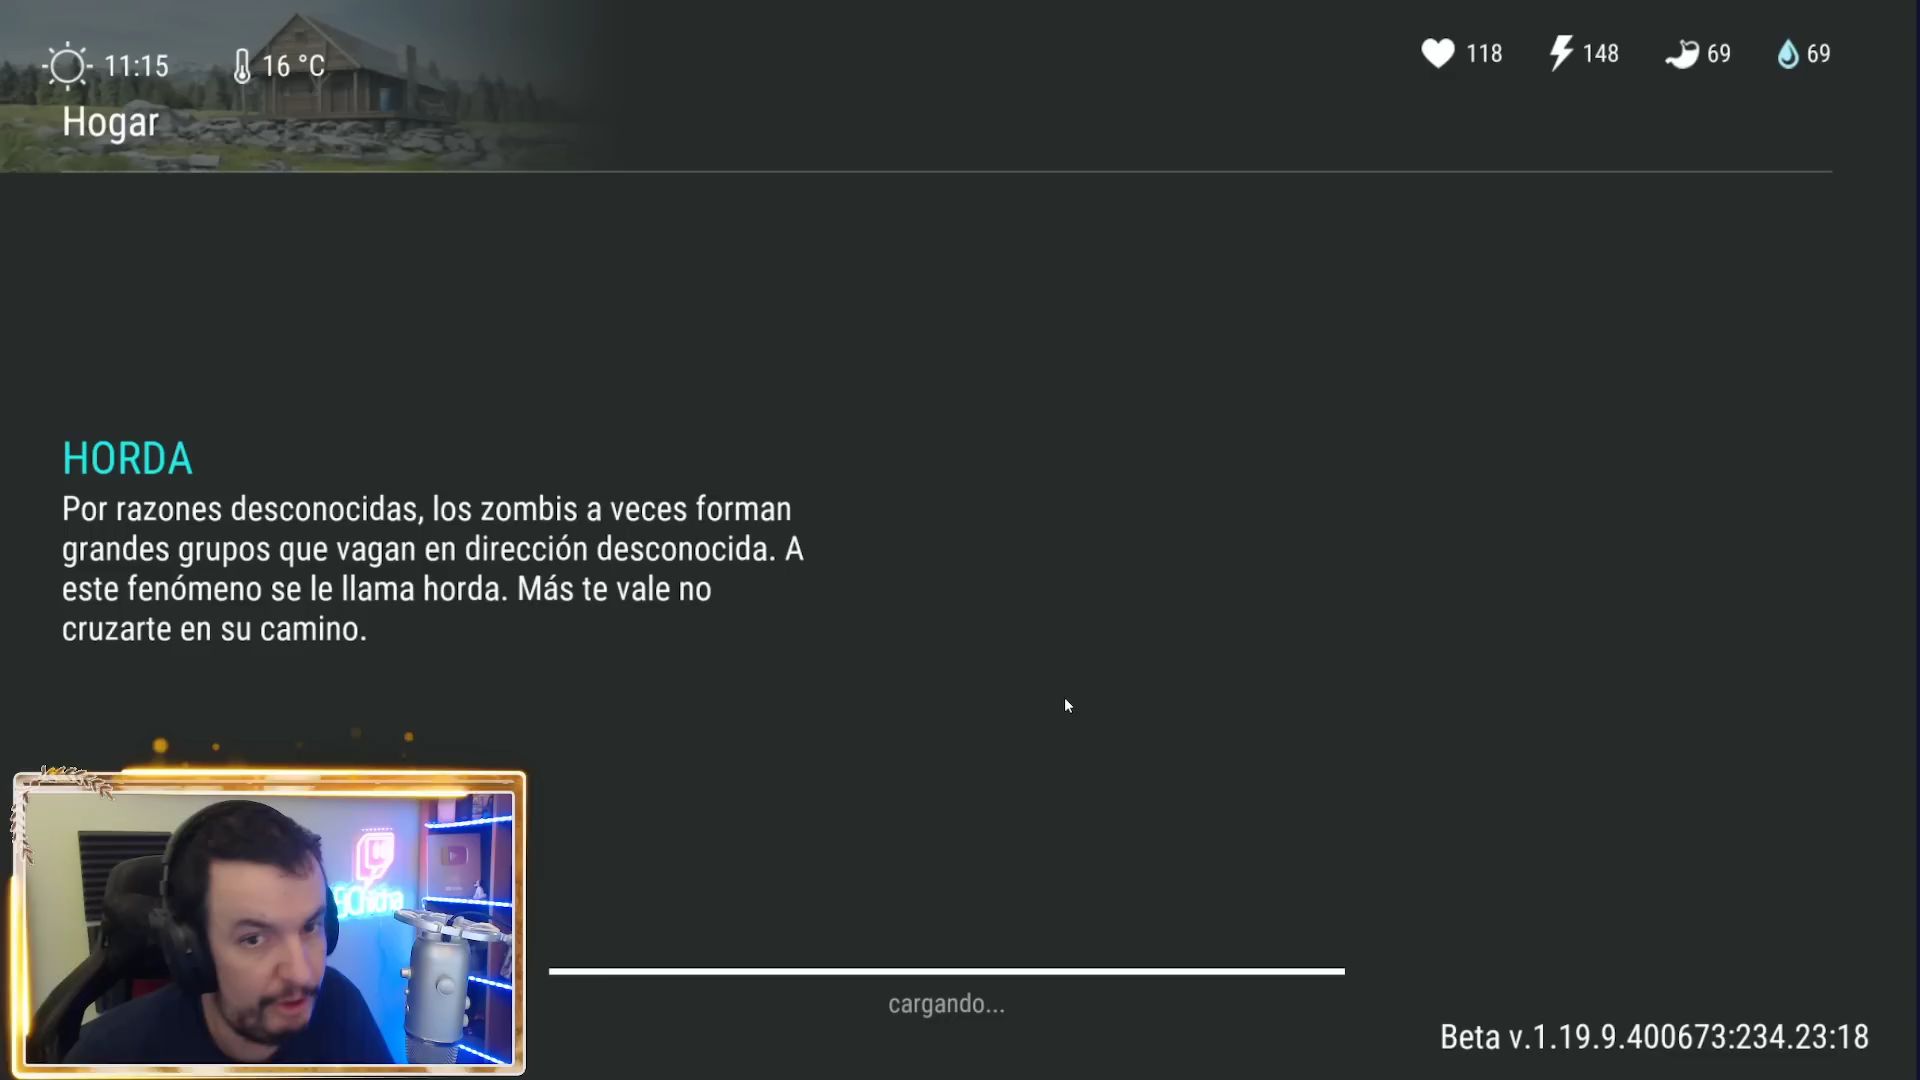 11:15
16 °C
118
148
69
69
Hogar
HORDA
Por razones desconocidas, los zombis a veces forman
grandes grupos que vagan en dirección desconocida. A
este fenómeno se le llama horda. Más te vale no
cruzarte en su camino.
cargando...
Beta v.1.19.9.400673:234.23:18